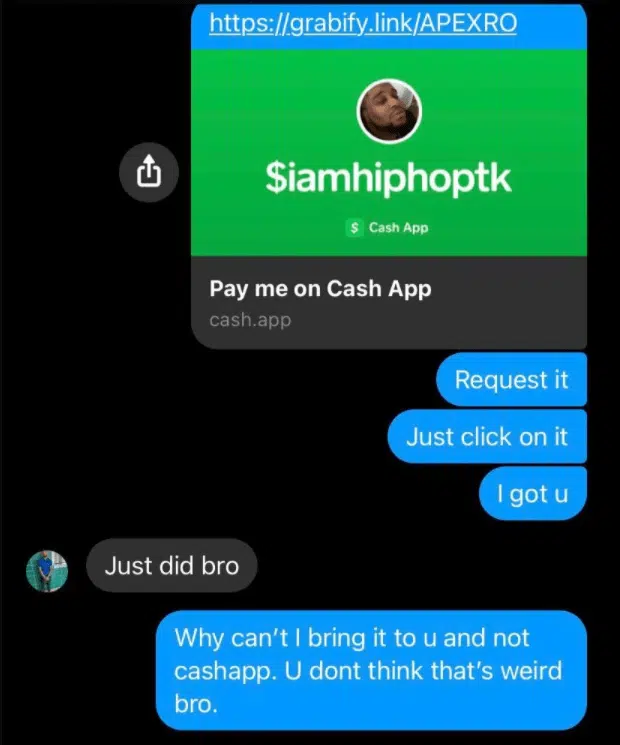 https://grabify.link/APEXRO
$iamhiphoptk
$ Cash App
Pay me on Cash App
cash.app
Request it
Just click on it
I got u
Just did bro
Why can't I bring it to u and not
cashapp. U dont think that's weird
bro.